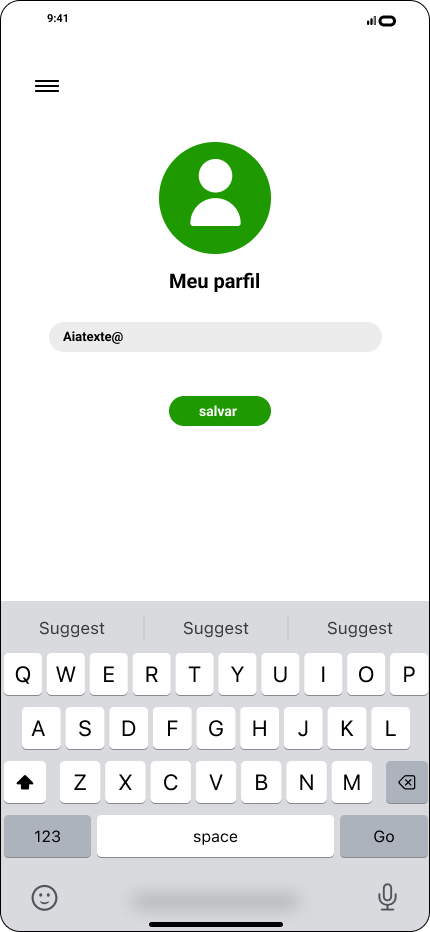 9:41
Meu parfil
Aiatexte@
salvar
Suggest Suggest Suggest
Q W E R T Y U I O P
A S D F G H J K L
Z X C V B N M
123 space Go